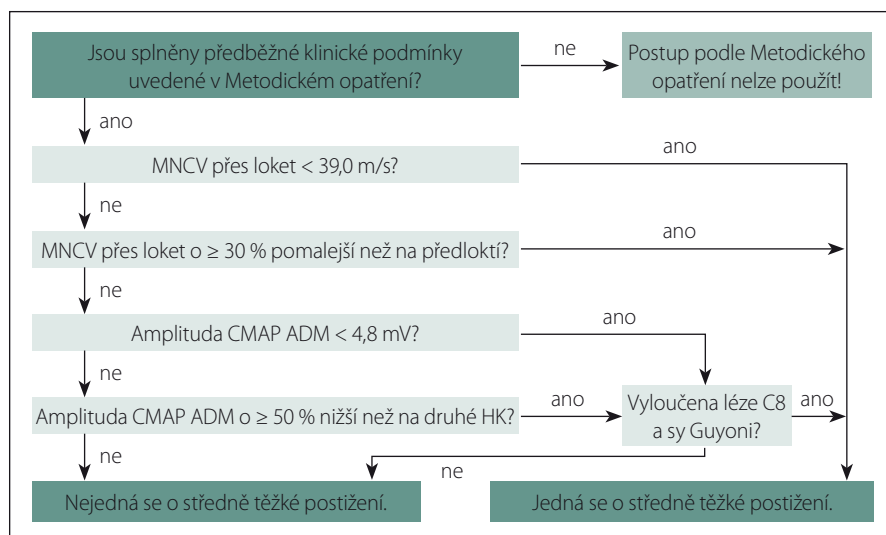 Jsou splněny předběžné klinické podmínky
uvedené v Metodickém opatření?
ne
Postup podle Metodického
opatření nelze použít!
ano
MNCV přes loket < 39,0 m/s?
ano
ne
MNCV přes loket o ≥ 30 % pomalejší než na předloktí?
ano
ne
Amplituda CMAP ADM < 4,8 mV?
ano
ne
Amplituda CMAP ADM o ≥ 50 % nižší než na druhé HK?
ano
Vyloučena léze C8
a sy Guyoni?
ano
ne
ne
Nejedná se o středně těžké postižení.
Jedná se o středně těžké postižení.